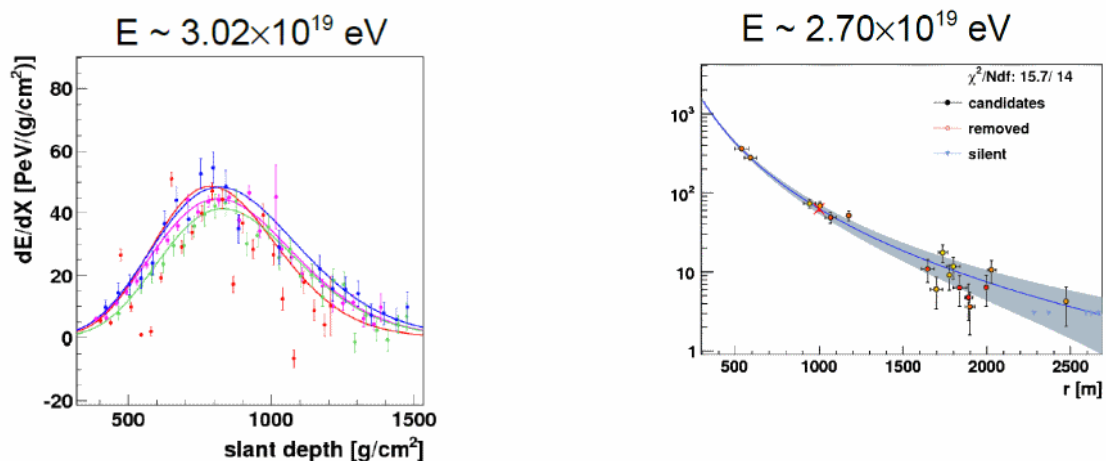 E ~ 3.02×10¹⁹ eV
dE/dX [PeV/(g/cm²)]
80
60
40
20
0
-20
500
1000
1500
slant depth [g/cm²]
E ~ 2.70×10¹⁹ eV
χ²/Ndf: 15.7/ 14
candidates
removed
silent
10³
10²
10
1
500
1000
1500
2000
2500
r [m]